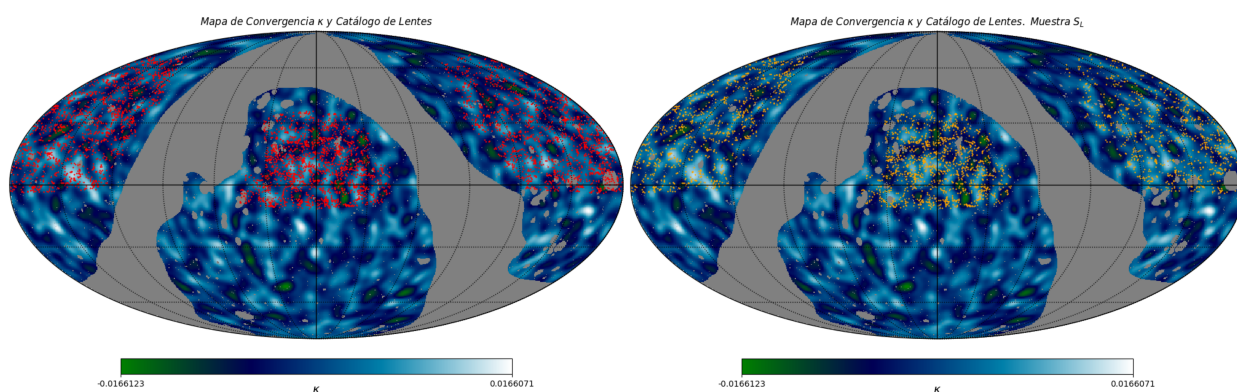 Mapa de Convergencia κ y Catálogo de Lentes
Mapa de Convergencia κ y Catálogo de Lentes. Muestra S_L
-0.0166123
κ
0.0166071
-0.0166123
κ
0.0166071